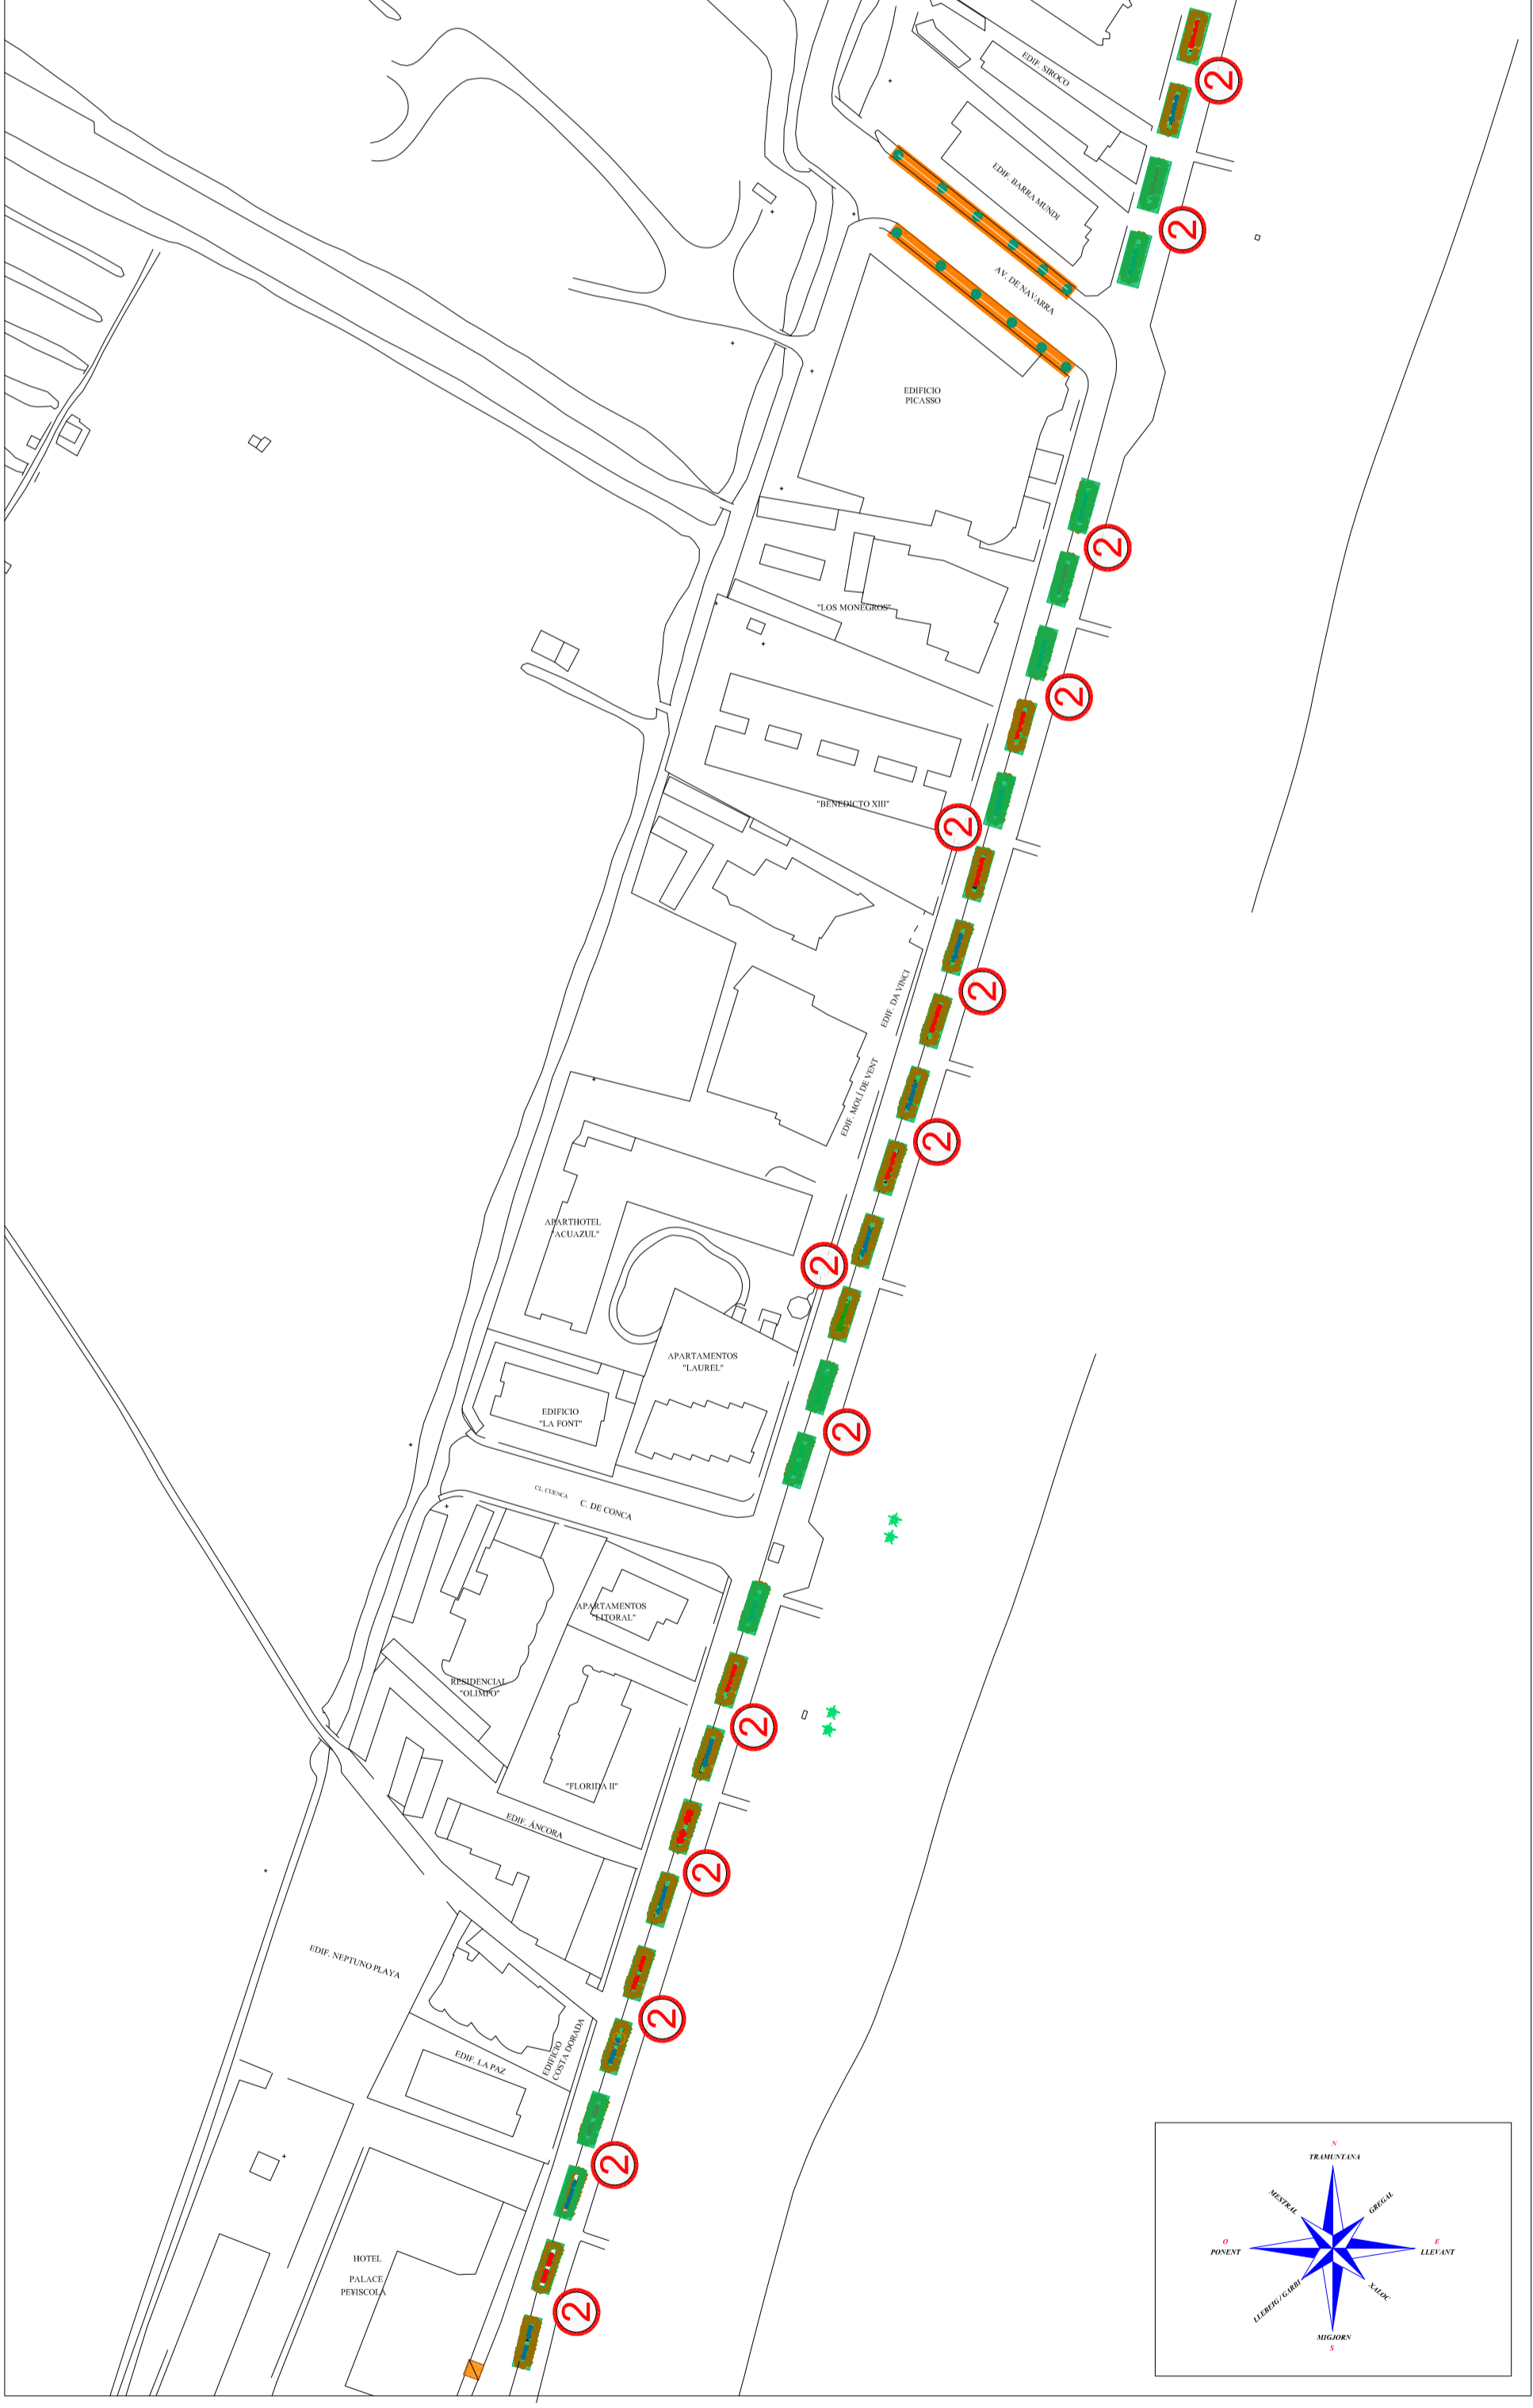 EDIF. SIROCO
2
EDIF. BARRA MUNDI
2
AV. DE NAVARRA
EDIFICIO
PICASSO
2
"LOS MONEGROS"
2
"BENEDICTO XIII"
2
EDIF. DA VINCI
2
EDIF. MOLÍ DE VENT
2
APARTHOTEL
"ACUAZUL"
2
APARTAMENTOS
"LAUREL"
EDIFICIO
"LA FONT"
2
CL. CUENCA
C. DE CONCA
APARTAMENTOS
"LITORAL"
RESIDENCIAL
"OLIMPO"
2
"FLORIDA II"
EDIF. ÁNCORA
2
EDIF. NEPTUNO PLAYA
2
EDIFICIO
COSTA DORADA
EDIF. LA PAZ
2
HOTEL
PALACE
PE¥ISCOLA
2
N
TRAMUNTANA
MESTRAL
GREGAL
O
PONENT
E
LLEVANT
LLEBEIG / GARBI
XALOC
MIGJORN
S